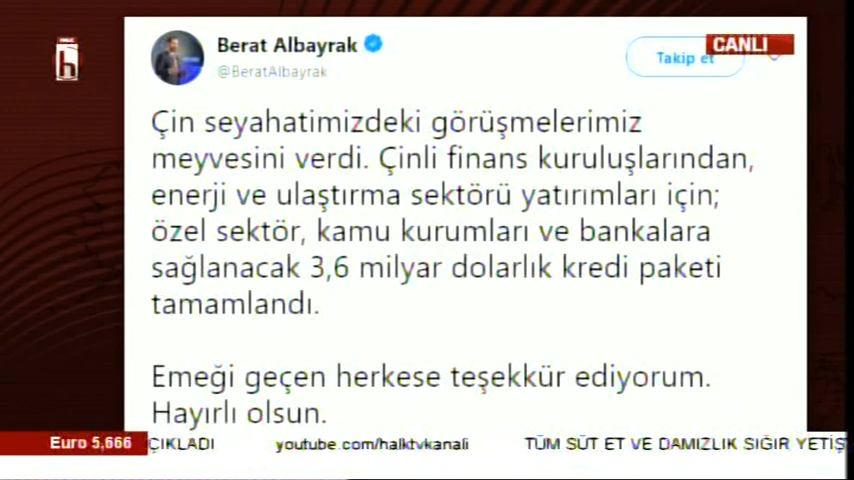 Berat Albayrak
@BeratAlbayrak
Takip et
CANLI
HALK
h
Çin seyahatimizdeki görüşmelerimiz
meyvesini verdi. Çinli finans kuruluşlarından,
enerji ve ulaştırma sektörü yatırımları için;
özel sektör, kamu kurumları ve bankalara
sağlanacak 3,6 milyar dolarlık kredi paketi
tamamlandı.
Emeği geçen herkese teşekkür ediyorum.
Hayırlı olsun.
Euro 5,666 ÇIKLADI youtube.com/halktvkanali TÜM SÜT ET VE DAMIZLIK SIĞIR YETİŞ